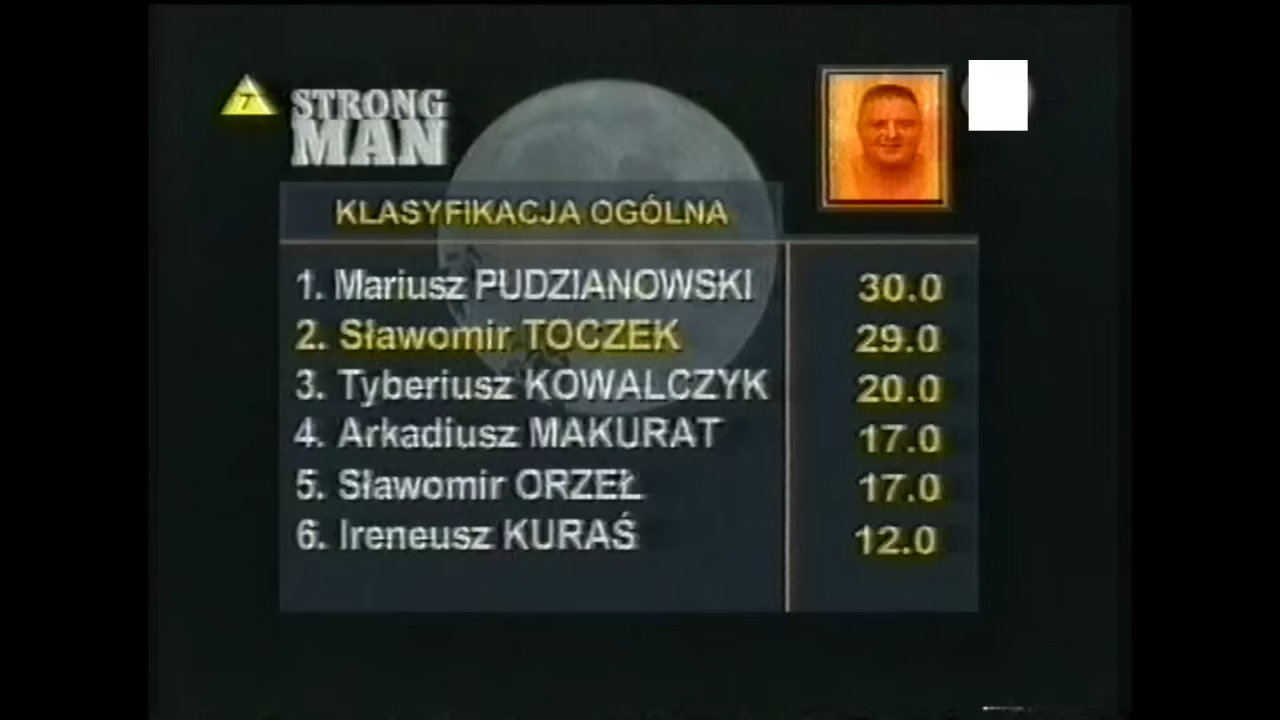 7
STRONG
MAN
KLASYFIKACJA OGÓLNA
1. Mariusz PUDZIANOWSKI 30.0
2. Sławomir TOCZEK 29.0
3. Tyberiusz KOWALCZYK 20.0
4. Arkadiusz MAKURAT 17.0
5. Sławomir ORZEŁ 17.0
6. Ireneusz KURAŚ 12.0